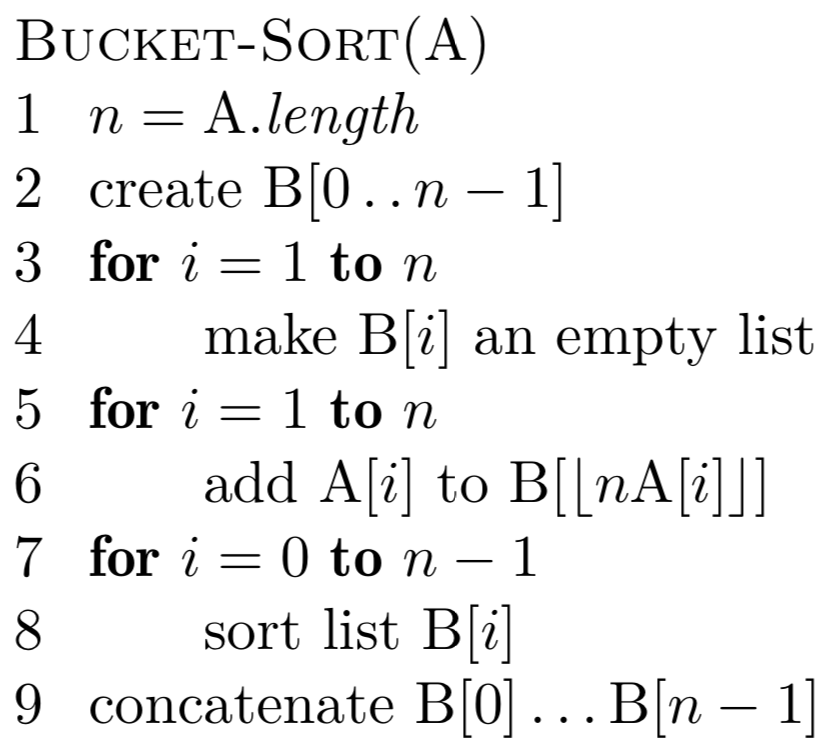 BUCKET-SORT(A)
1 n = A.length
2 create B[0 . . n − 1]
3 for i = 1 to n
4 make B[i] an empty list
5 for i = 1 to n
6 add A[i] to B[⌊nA[i]⌋]
7 for i = 0 to n − 1
8 sort list B[i]
9 concatenate B[0] . . . B[n − 1]